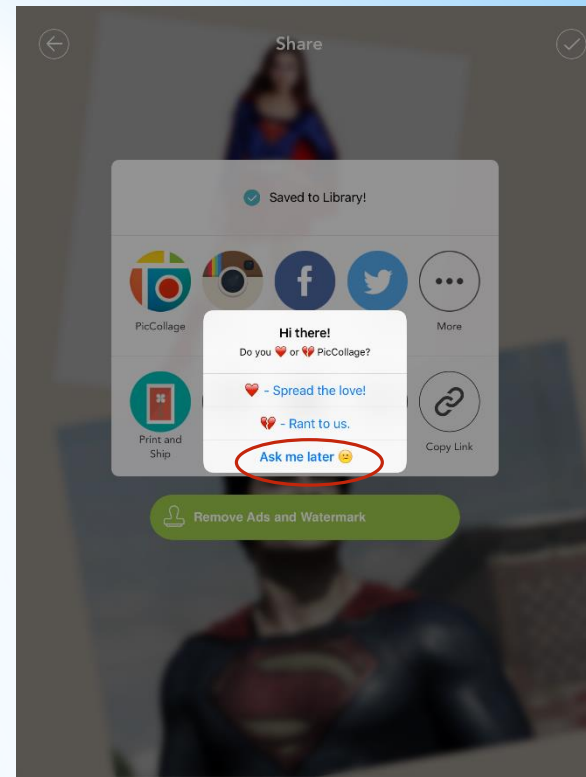 Share
Saved to Library!
PicCollage
More
Hi there!
Do you ❤️ or 💔 PicCollage?
❤️ - Spread the love!
💔 - Rant to us.
Ask me later 😐
Print and
Ship
Copy Link
Remove Ads and Watermark